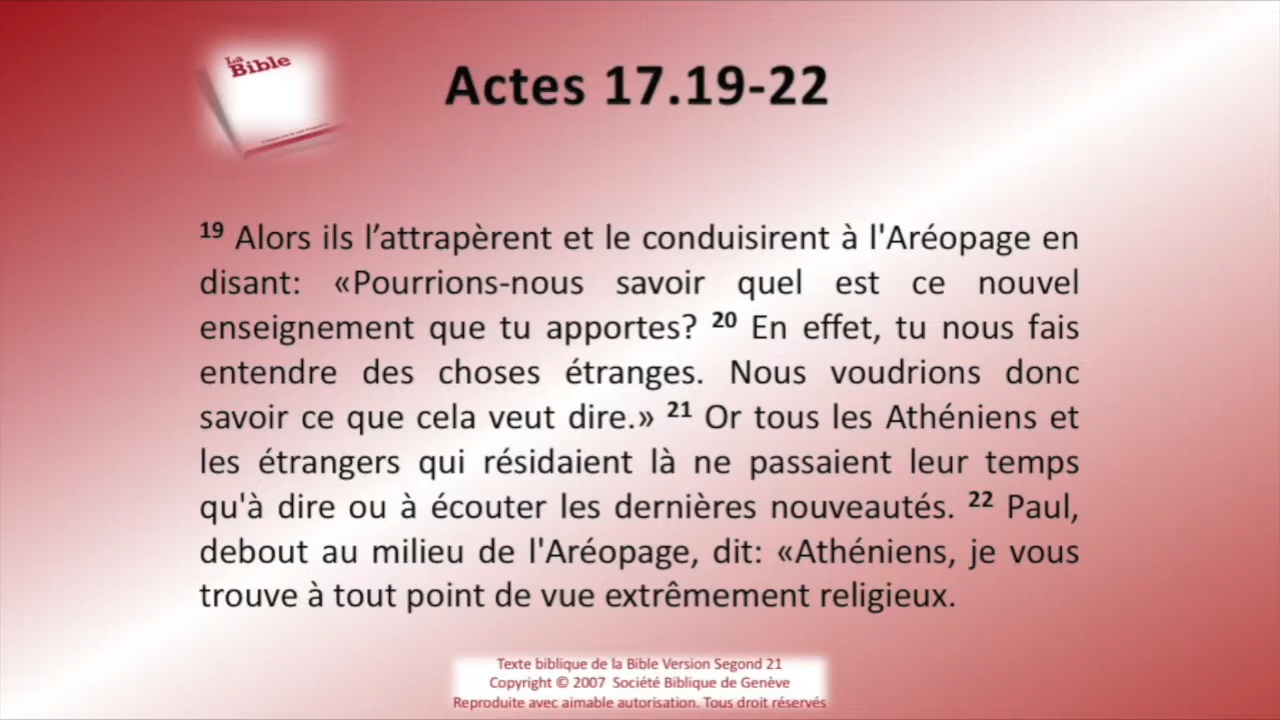 La
Bible
Actes 17.19-22
19 Alors ils l’attrapèrent et le conduisirent à l'Aréopage en
disant: «Pourrions-nous savoir quel est ce nouvel
enseignement que tu apportes? 20 En effet, tu nous fais
entendre des choses étranges. Nous voudrions donc
savoir ce que cela veut dire.» 21 Or tous les Athéniens et
les étrangers qui résidaient là ne passaient leur temps
qu'à dire ou à écouter les dernières nouveautés. 22 Paul,
debout au milieu de l'Aréopage, dit: «Athéniens, je vous
trouve à tout point de vue extrêmement religieux.
Texte biblique de la Bible Version Segond 21
Copyright © 2007 Société Biblique de Genève
Reproduite avec aimable autorisation. Tous droit réservés